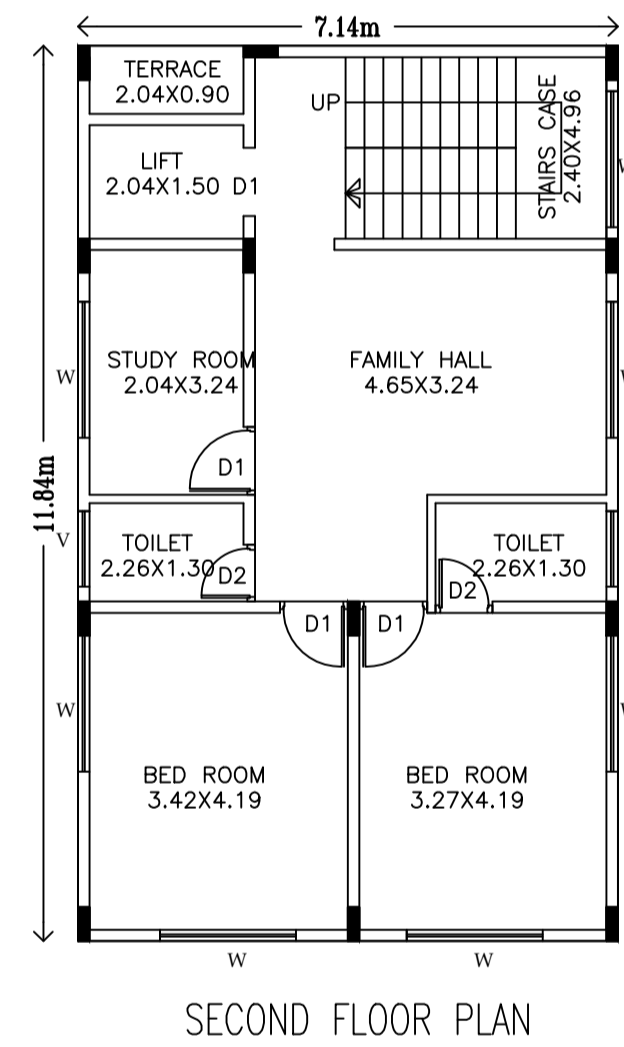 7.14m
TERRACE
2.04X0.90
UP
STAIRS CASE
2.40X4.96
LIFT
2.04X1.50 D1
W
STUDY ROOM
2.04X3.24
FAMILY HALL
4.65X3.24
W
W
D1
11.84m
V
TOILET
2.26X1.30
D2
TOILET
2.26X1.30
D2
D1
D1
W
W
BED ROOM
3.42X4.19
BED ROOM
3.27X4.19
W
W
SECOND FLOOR PLAN